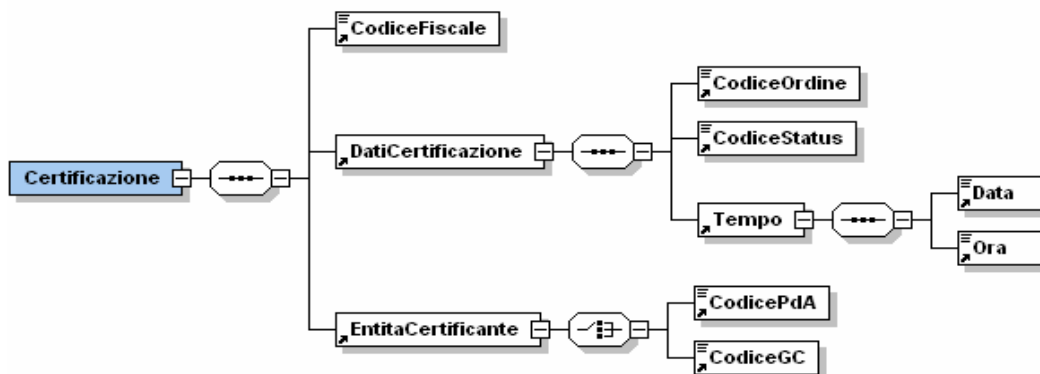 CodiceFiscale
CodiceOrdine
DatiCertificazione
CodiceStatus
Certificazione
Tempo
Data
Ora
EntitaCertificante
CodicePdA
CodiceGC